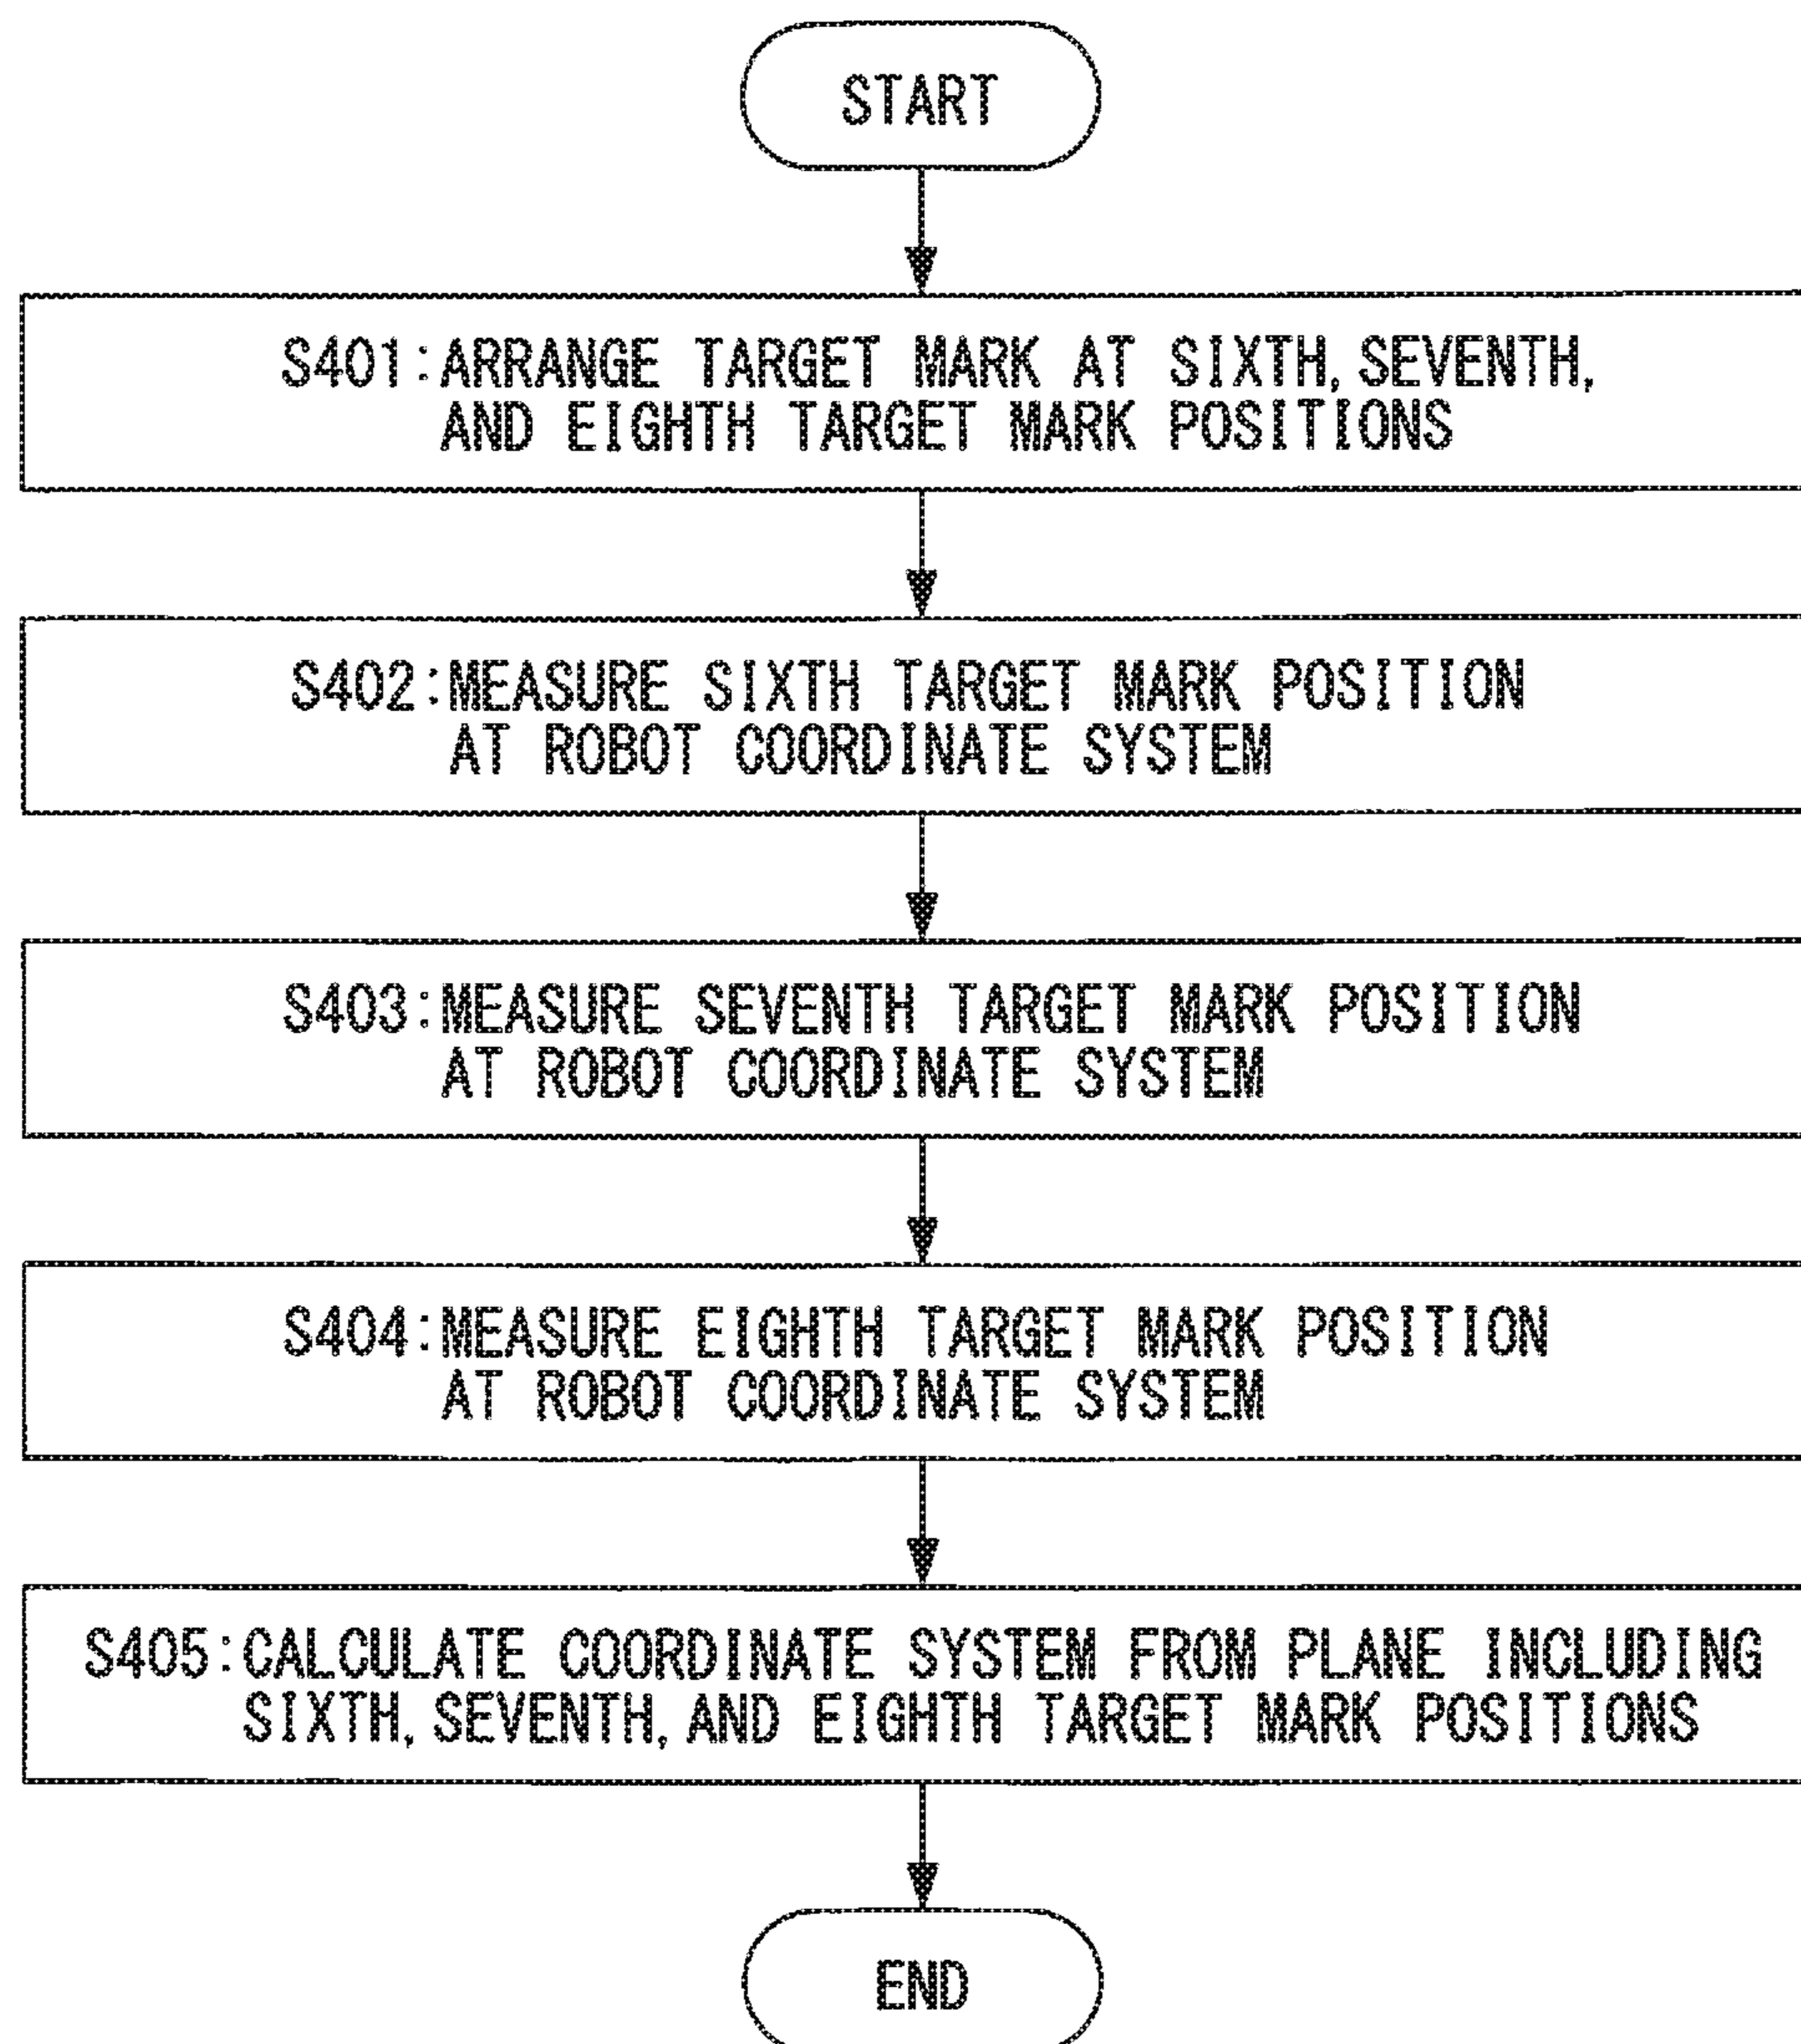 START
S401:ARRANGE TARGET MARK AT SIXTH, SEVENTH,
AND EIGHTH TARGET MARK POSITIONS
S402:MEASURE SIXTH TARGET MARK POSITION
AT ROBOT COORDINATE SYSTEM
S403:MEASURE SEVENTH TARGET MARK POSITION
AT ROBOT COORDINATE SYSTEM
S404:MEASURE EIGHTH TARGET MARK POSITION
AT ROBOT COORDINATE SYSTEM
S405:CALCULATE COORDINATE SYSTEM FROM PLANE INCLUDING
SIXTH, SEVENTH, AND EIGHTH TARGET MARK POSITIONS
END